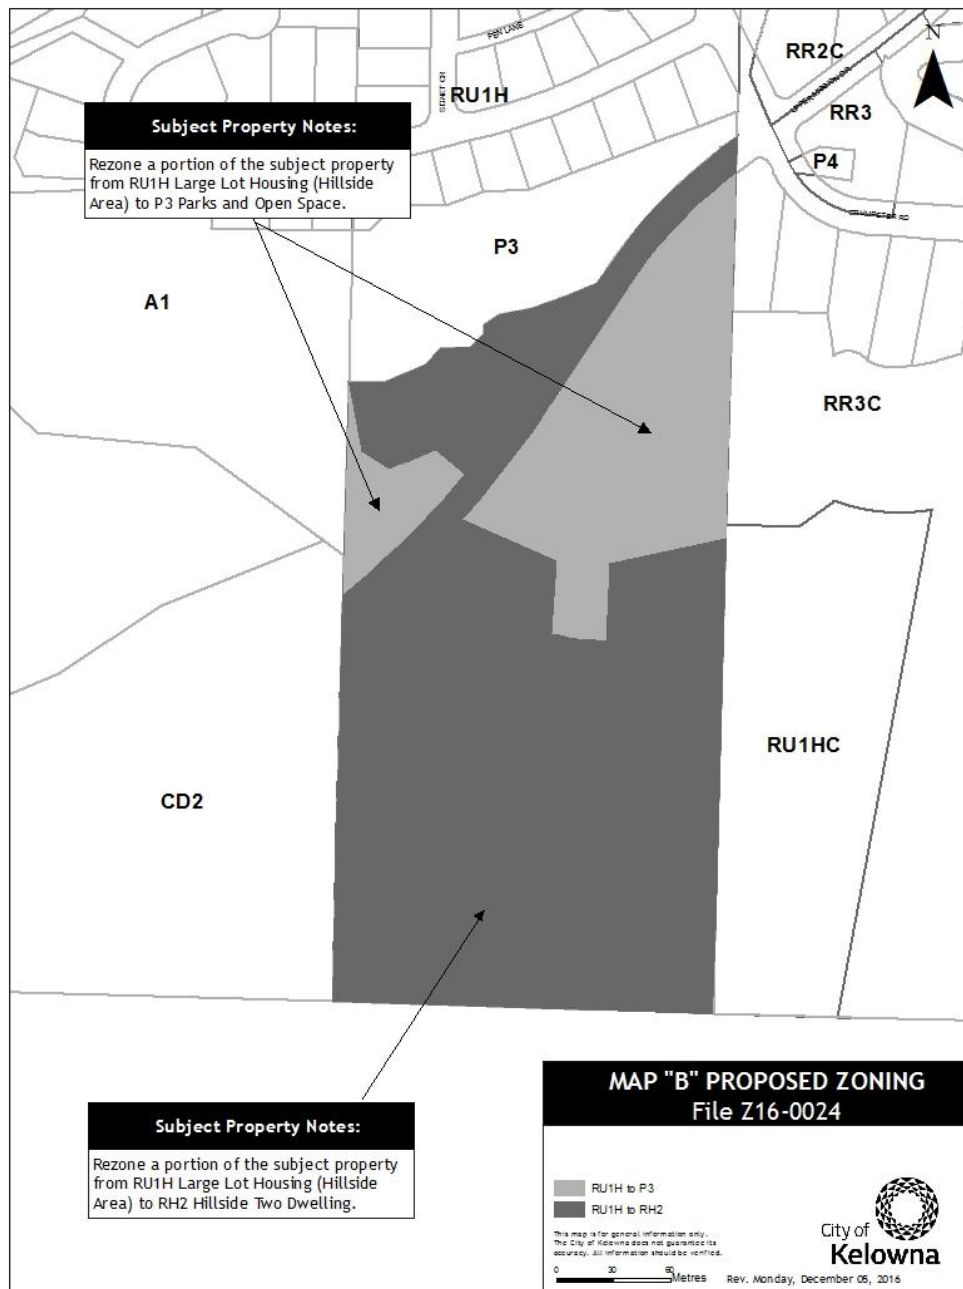 PEN LANE
SIGNET CR
RU1H
RR2C
N
RR3
P4
Subject Property Notes:
Rezone a portion of the subject property
from RU1H Large Lot Housing (Hillside
Area) to P3 Parks and Open Space.
P3
A1
RR3C
RU1HC
CD2
MAP "B" PROPOSED ZONING
File Z16-0024
Subject Property Notes:
Rezone a portion of the subject property
from RU1H Large Lot Housing (Hillside
Area) to RH2 Hillside Two Dwelling.
RU1H to P3
RU1H to RH2
This map is for general information only.
The City of Kelowna does not guarantee its
accuracy. All information should be verified.
0 30 60
Metres
Rev. Monday, December 05, 2016
City of
Kelowna